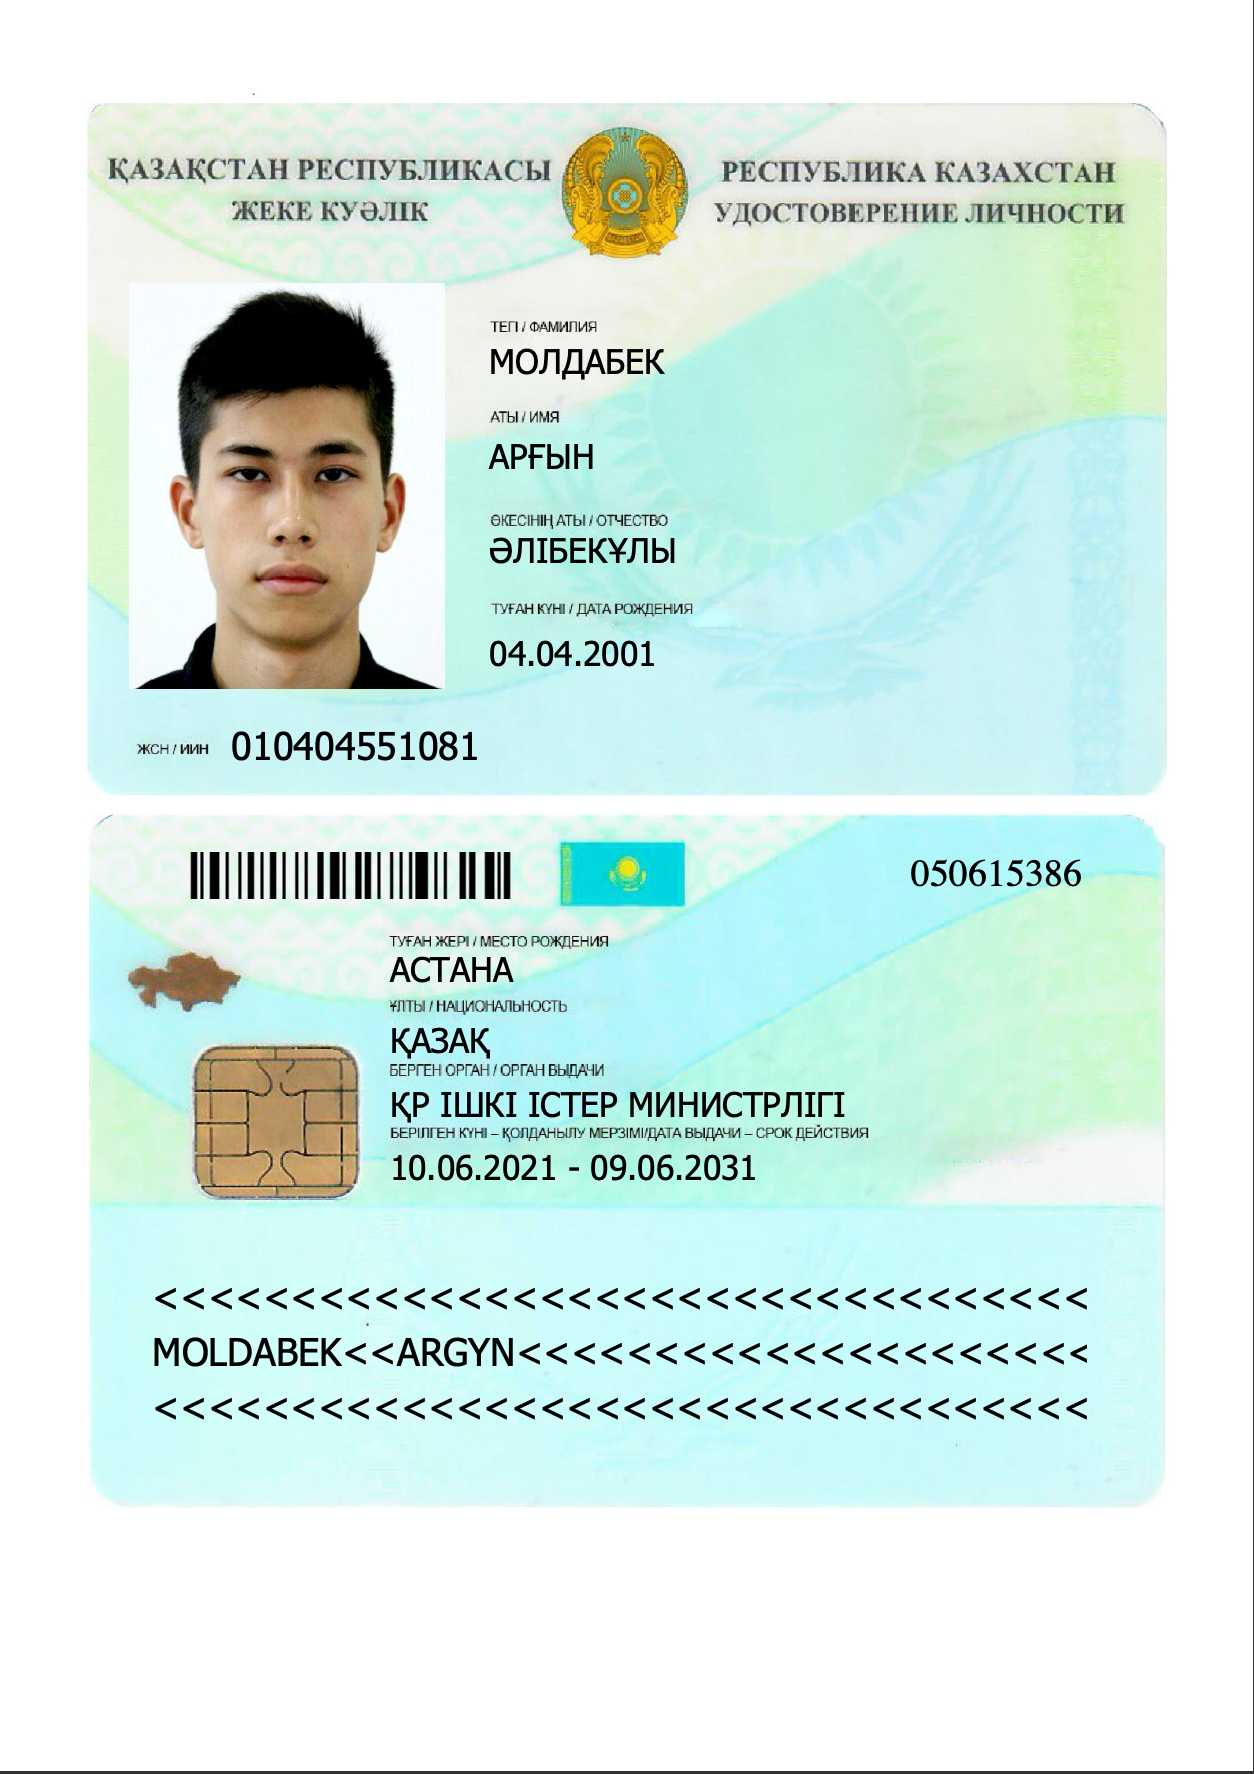 ҚАЗАҚСТАН РЕСПУБЛИКАСЫ
ЖЕКЕ КУӘЛІК
РЕСПУБЛИКА КАЗАХСТАН
УДОСТОВЕРЕНИЕ ЛИЧНОСТИ
ТЕГІ / ФАМИЛИЯ
МОЛДАБЕК
АТЫ / ИМЯ
АРҒЫН
ӘКЕСІНІҢ АТЫ / ОТЧЕСТВО
ӘЛІБЕКҰЛЫ
ТУҒАН КҮНІ / ДАТА РОЖДЕНИЯ
04.04.2001
ЖСН / ИИН 010404551081
050615386
ТУҒАН ЖЕРІ / МЕСТО РОЖДЕНИЯ
АСТАНА
ҰЛТЫ / НАЦИОНАЛЬНОСТЬ
ҚАЗАҚ
БЕРГЕН ОРГАН / ОРГАН ВЫДАЧИ
ҚР ІШКІ ІСТЕР МИНИСТРЛІГІ
БЕРІЛГЕН КҮНІ – ҚОЛДАНЫЛУ МЕРЗІМІ/ДАТА ВЫДАЧИ – СРОК ДЕЙСТВИЯ
10.06.2021 - 09.06.2031
<<<<<<<<<<<<<<<<<<<<<<<<<<<<<<<<<<
MOLDABEK<<ARGYN<<<<<<<<<<<<<<<<<<<<<
<<<<<<<<<<<<<<<<<<<<<<<<<<<<<<<<<<